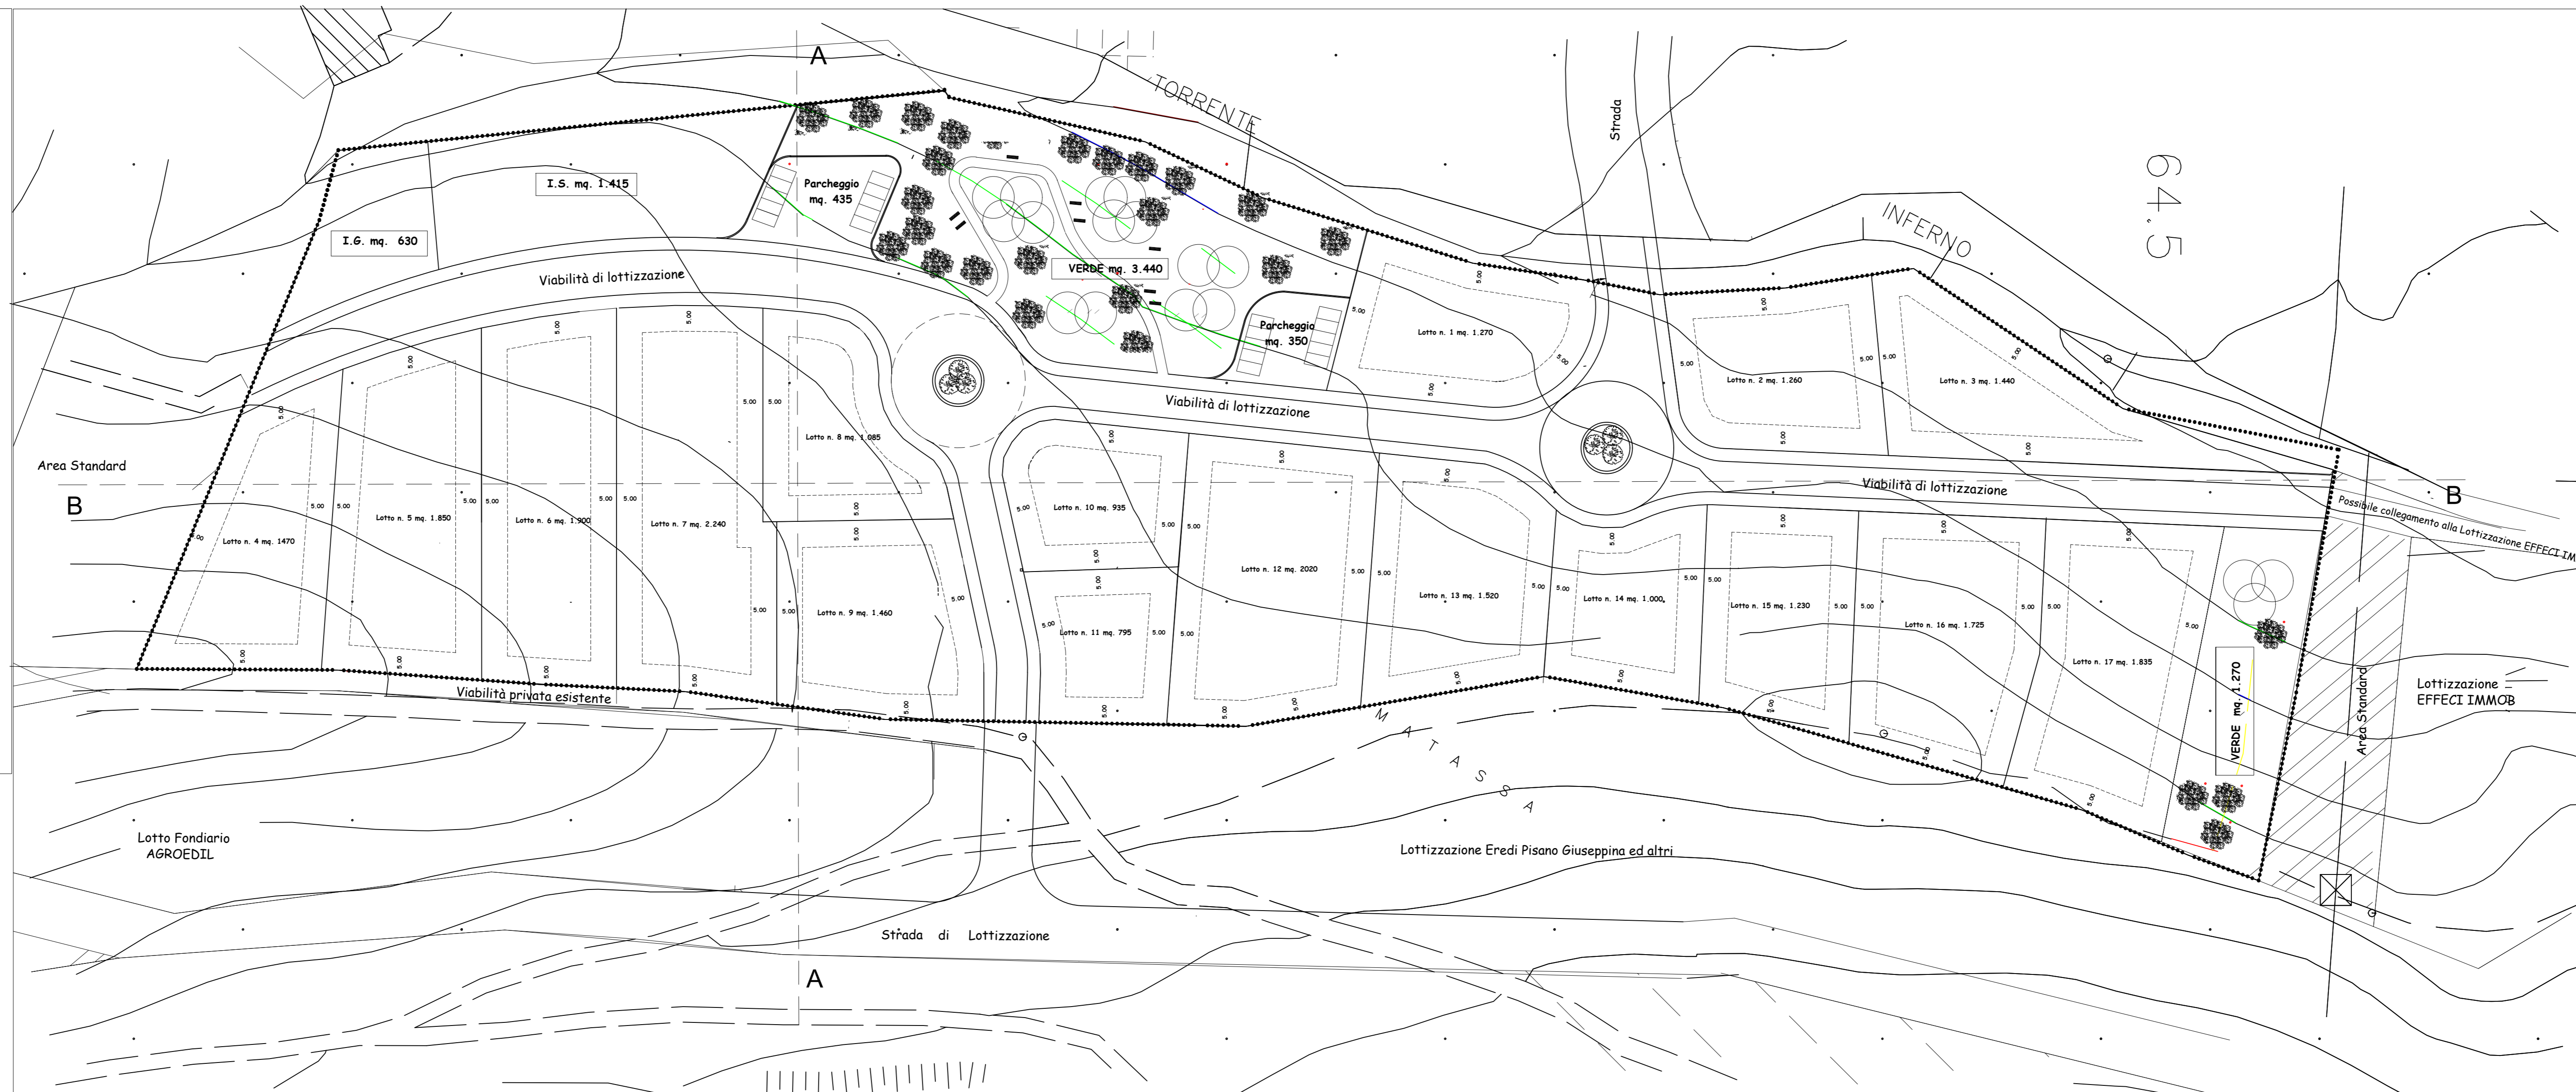 A
TORRENTE
Strada
64.5
INFERNO
I.S. mq. 1.415
I.G. mq. 630
Parcheggio
mq. 435
VERDE mq. 3.440
Parcheggio
mq. 350
Viabilità di lottizzazione
Viabilità di lottizzazione
Viabilità di lottizzazione
Lotto n. 1 mq. 1.270
Lotto n. 2 mq. 1.260
Lotto n. 3 mq. 1.440
Lotto n. 4 mq. 1470
Lotto n. 5 mq. 1.850
Lotto n. 6 mq. 1.900
Lotto n. 7 mq. 2.240
Lotto n. 8 mq. 1.085
Lotto n. 9 mq. 1.460
Lotto n. 10 mq. 935
Lotto n. 11 mq. 795
Lotto n. 12 mq. 2020
Lotto n. 13 mq. 1.520
Lotto n. 14 mq. 1.000
Lotto n. 15 mq. 1.230
Lotto n. 16 mq. 1.725
Lotto n. 17 mq. 1.835
5.00
Area Standard
B
B
Possibile collegamento alla Lottizzazione EFFECI IM
VERDE mq. 1.270
Area Standard
Lottizzazione
EFFECI IMMOB
Viabilità privata esistente
MATASSA
Lotto Fondiario
AGROEDIL
Lottizzazione Eredi Pisano Giuseppina ed altri
Strada di Lottizzazione
A